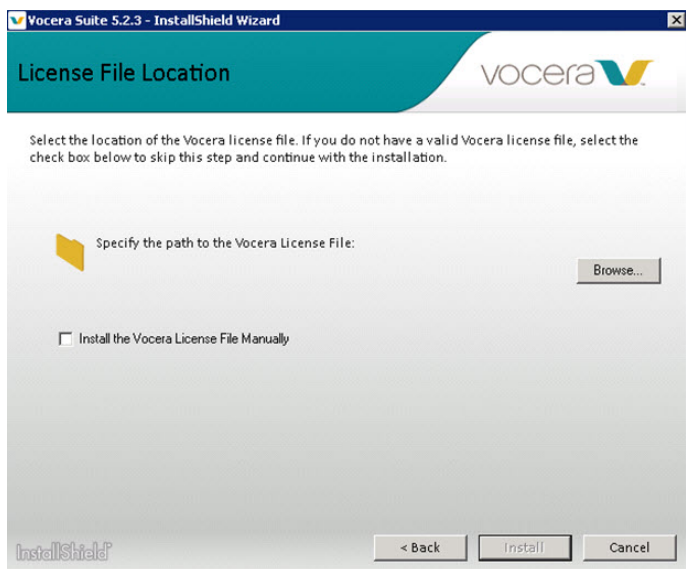 Vocera Suite 5.2.3 - InstallShield Wizard
License File Location
vocera
Select the location of the Vocera license file. If you do not have a valid Vocera license file, select the
check box below to skip this step and continue with the installation.
Specify the path to the Vocera License File:
Browse...
Install the Vocera License File Manually
InstallShield
< Back
Install
Cancel